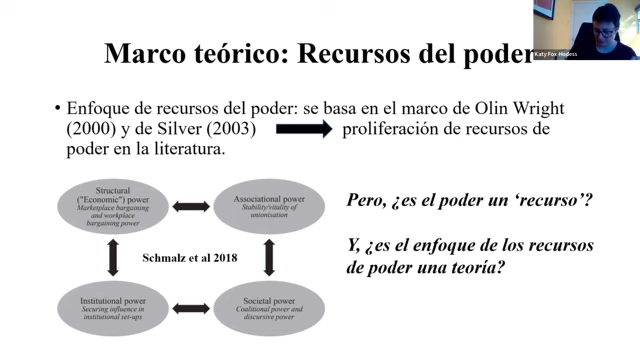 Marco teórico: Recursos del poder
Katy Fox-Hodess
• Enfoque de recursos del poder: se basa en el marco de Olin Wright
(2000) y de Silver (2003) proliferación de recursos de
poder en la literatura.
Structural
("Economic") power
Marketplace bargaining
and workplace
bargaining power
Associational power
Stability/vitality of
unionisation
Schmalz et al 2018
Institutional power
Securing influence in
institutional set-ups
Societal power
Coalitional power and
discursive power
Pero, ¿es el poder un ‘recurso’?
Y, ¿es el enfoque de los recursos
de poder una teoría?